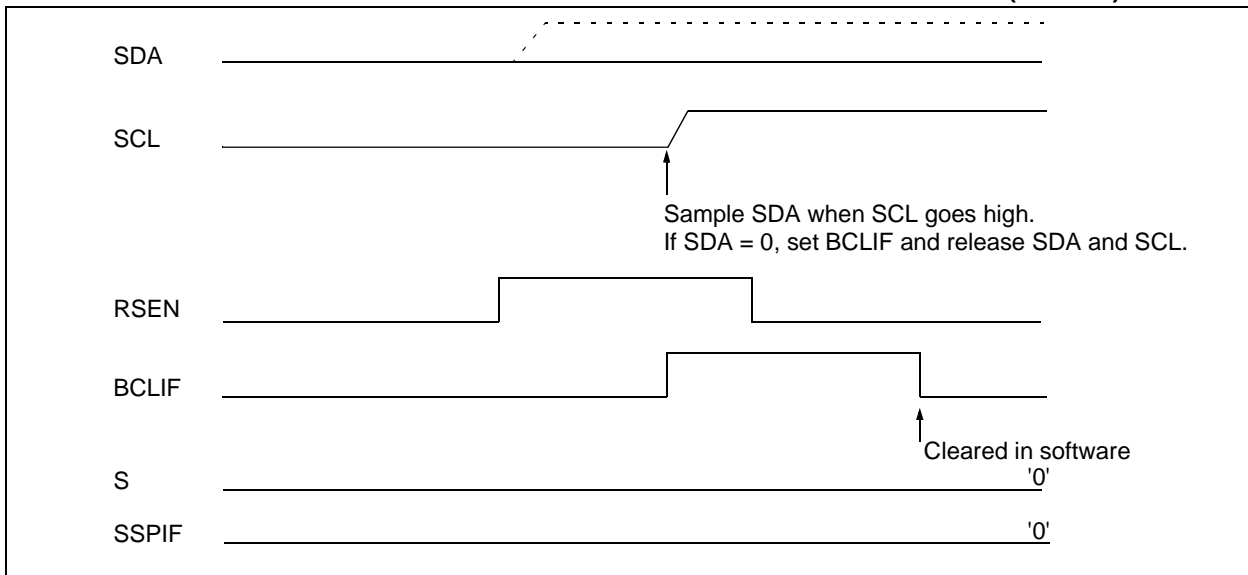 SDA
SCL
Sample SDA when SCL goes high.
If SDA = 0, set BCLIF and release SDA and SCL.
RSEN
BCLIF
Cleared in software
S
'0'
SSPIF
'0'